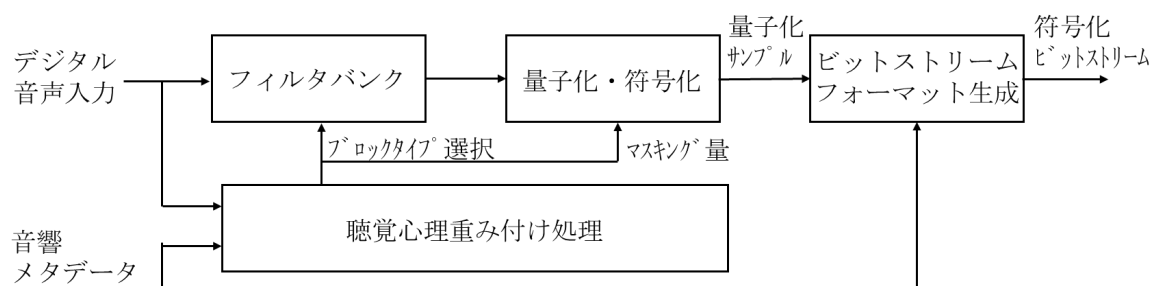 デジタル
音声入力
フィルタバンク
量子化・符号化
量子化
ｻﾝﾌﾟﾙ
ビットストリーム
フォーマット生成
符号化
ﾋﾞｯﾄｽﾄﾘｰﾑ
ﾌﾞﾛｯｸﾀｲﾌﾟ選択
ﾏｽｷﾝｸﾞ量
聴覚心理重み付け処理
音響
メタデータ